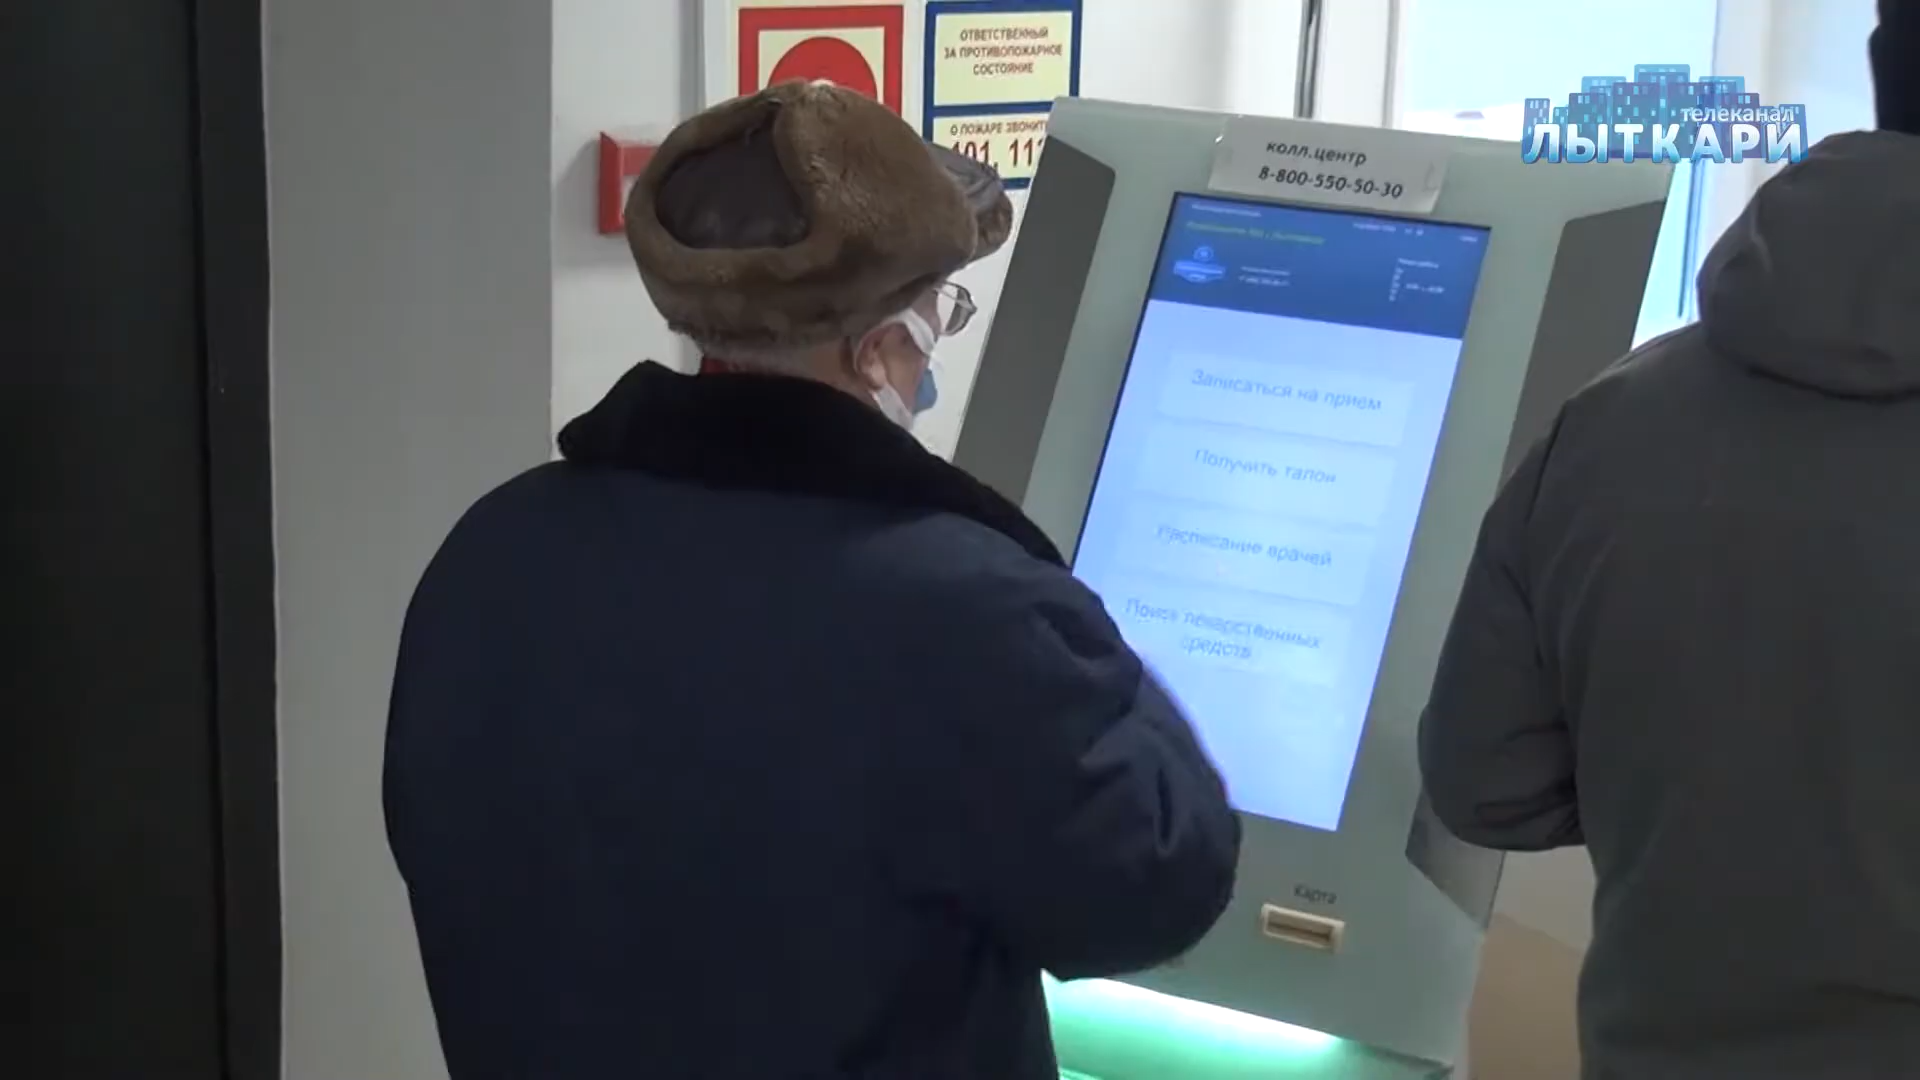 ОТВЕТСТВЕННЫЙ
ЗА ПРОТИВОПОЖАРНОЕ
СОСТОЯНИЕ
О ПОЖАРЕ ЗВОНИТЬ
101, 112
телеканал
ЛЫТКАРИ
колл.центр
8-800-550-50-30
Записаться на прием
Получить талон
Расписание врачей
Поиск лекарственных
средств
Карта